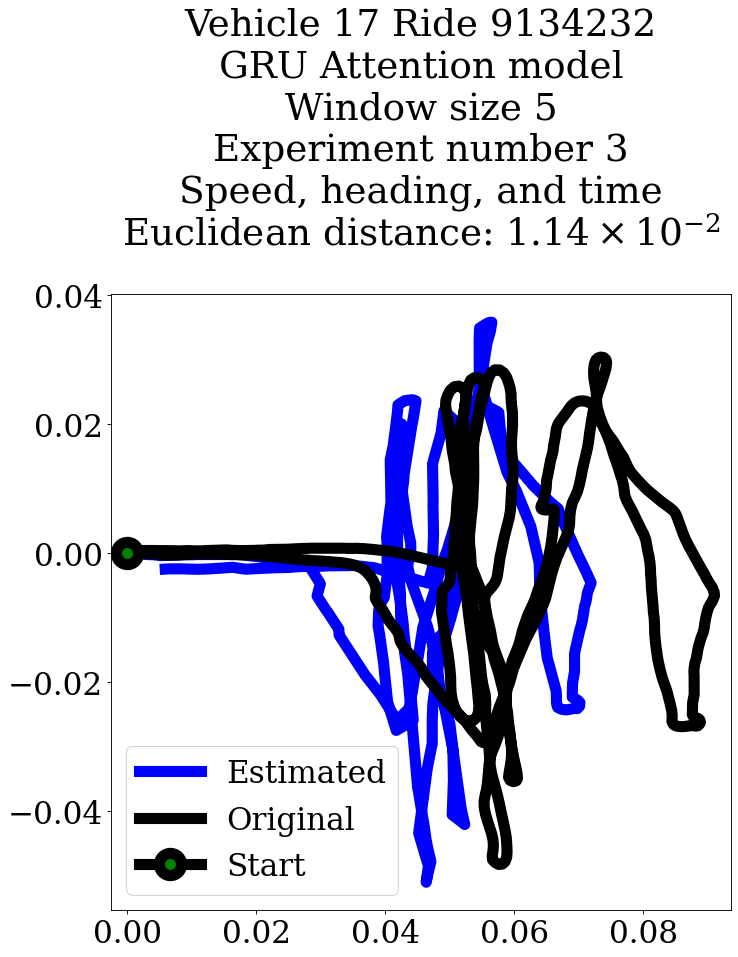 Vehicle 17 Ride 9134232
GRU Attention model
Window size 5
Experiment number 3
Speed, heading, and time
Euclidean distance: 1.14 × 10⁻²
0.04
0.02
0.00
−0.02
−0.04
Estimated
Original
Start
0.00 0.02 0.04 0.06 0.08